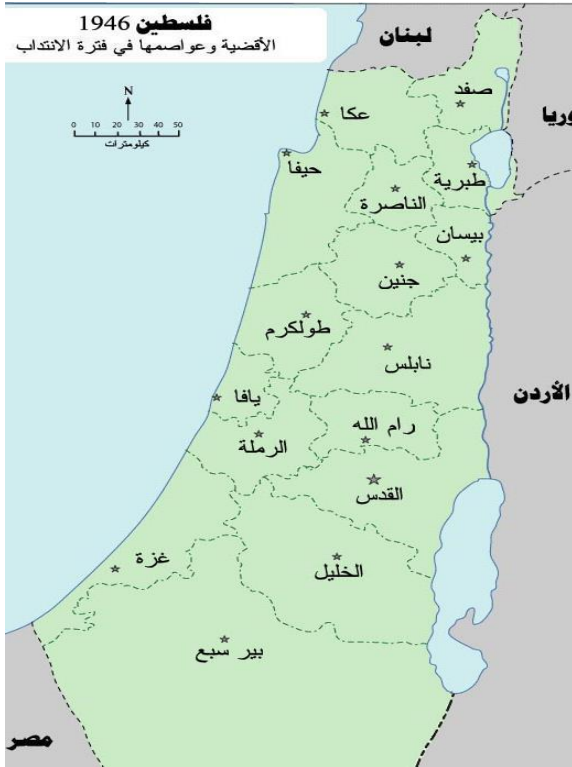 فلسطين 1946
الأقضية وعواصمها في فترة الانتداب
لبنان
N
0 10 20 30 40 50
كيلومترات
صفد
عكا
وريا
حيفا
طبرية
الناصرة
بيسان
جنين
طولكرم
نابلس
يافا
الأردن
رام الله
الرملة
القدس
غزة
الخليل
بير سبع
مصر